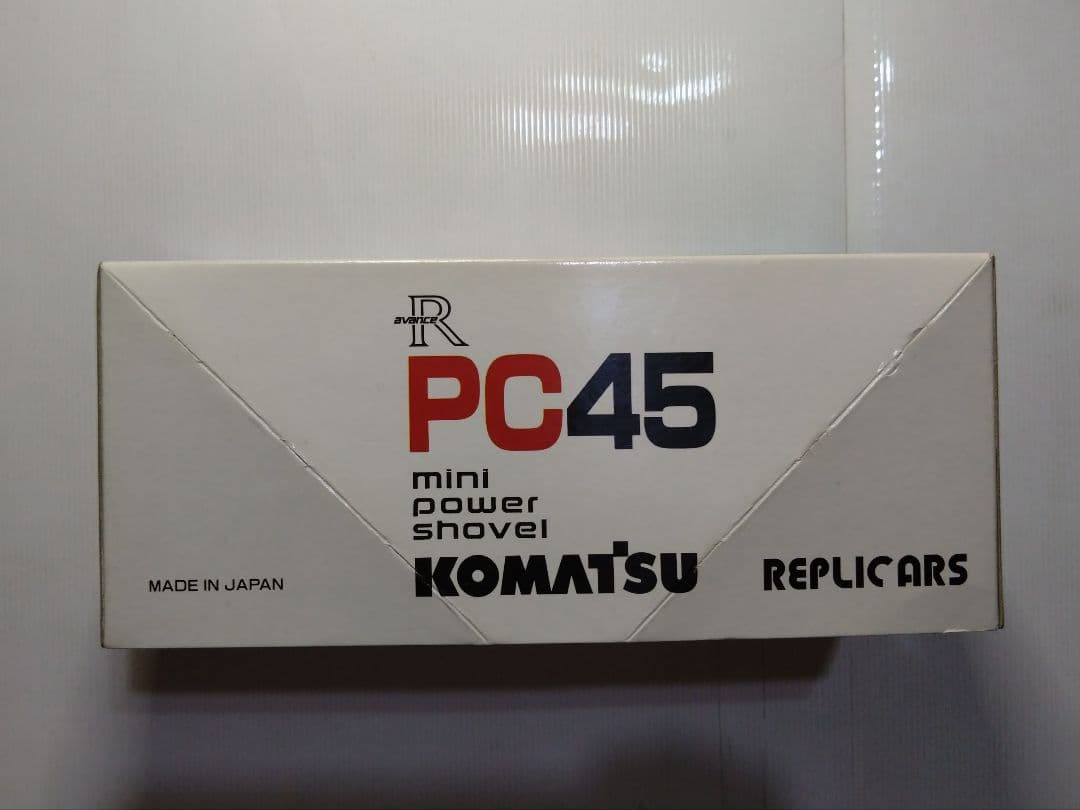 avance R
PC45
mini
power
shovel
KOMATSU
MADE IN JAPAN
REPLICARS